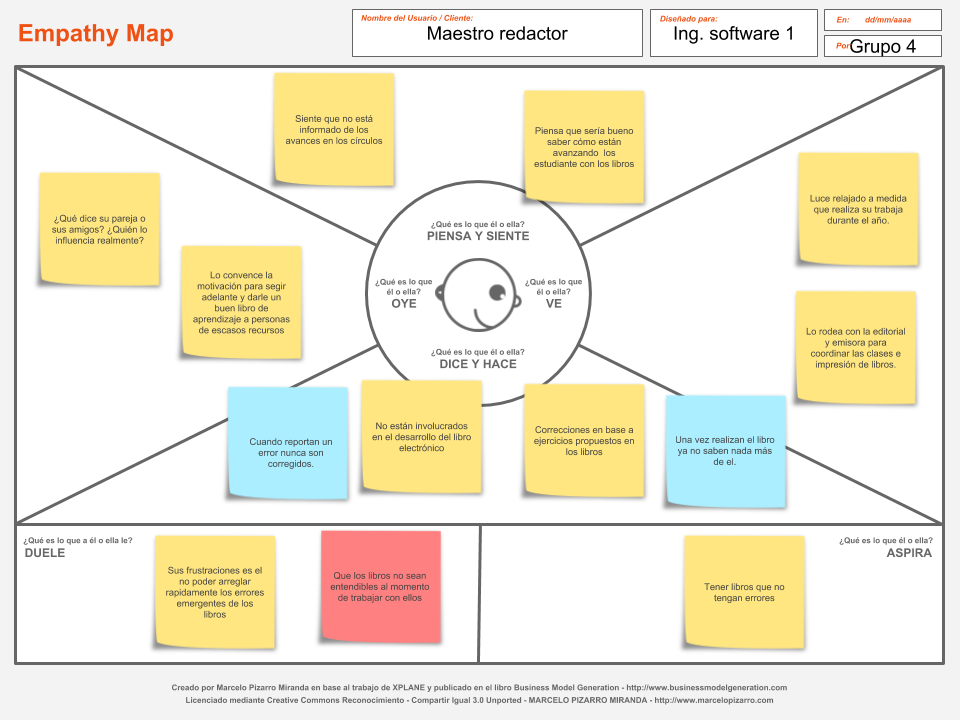 Empathy Map
Nombre del Usuario / Cliente:
Maestro redactor
Diseñado para:
Ing. software 1
En: dd/mm/aaaa
Por
Grupo 4
Siente que no está
informado de los
avances en los círculos
Piensa que sería bueno
saber cómo están
avanzando los
estudiante con los libros
¿Qué dice su pareja o
sus amigos? ¿Quién lo
influencia realmente?
Lo convence la
motivación para segir
adelante y darle un
buen libro de
aprendizaje a personas
de escasos recursos
Luce relajado a medida
que realiza su trabaja
durante el año.
Lo rodea con la editorial
y emisora para
coordinar las clases e
impresión de libros.
¿Qué es lo que él o ella?
PIENSA Y SIENTE
¿Qué es lo que
él o ella?
OYE
¿Qué es lo que
él o ella?
VE
¿Qué es lo que él o ella?
DICE Y HACE
Cuando reportan un
error nunca son
corregidos.
No están involucrados
en el desarrollo del libro
electrónico
Correcciones en base a
ejercicios propuestos en
los libros
Una vez realizan el libro
ya no saben nada más
de el.
¿Qué es lo que a él o ella le?
DUELE
Sus frustraciones es el
no poder arreglar
rapidamente los errores
emergentes de los
libros
Que los libros no sean
entendibles al momento
de trabajar con ellos
Tener libros que no
tengan errores
¿Qué es lo que él o ella?
ASPIRA
Creado por Marcelo Pizarro Miranda en base al trabajo de XPLANE y publicado en el libro Business Model Generation - http://www.businessmodelgeneration.com
Licenciado mediante Creative Commons Reconocimiento - Compartir Igual 3.0 Unported - MARCELO PIZARRO MIRANDA - http://www.marcelopizarro.com